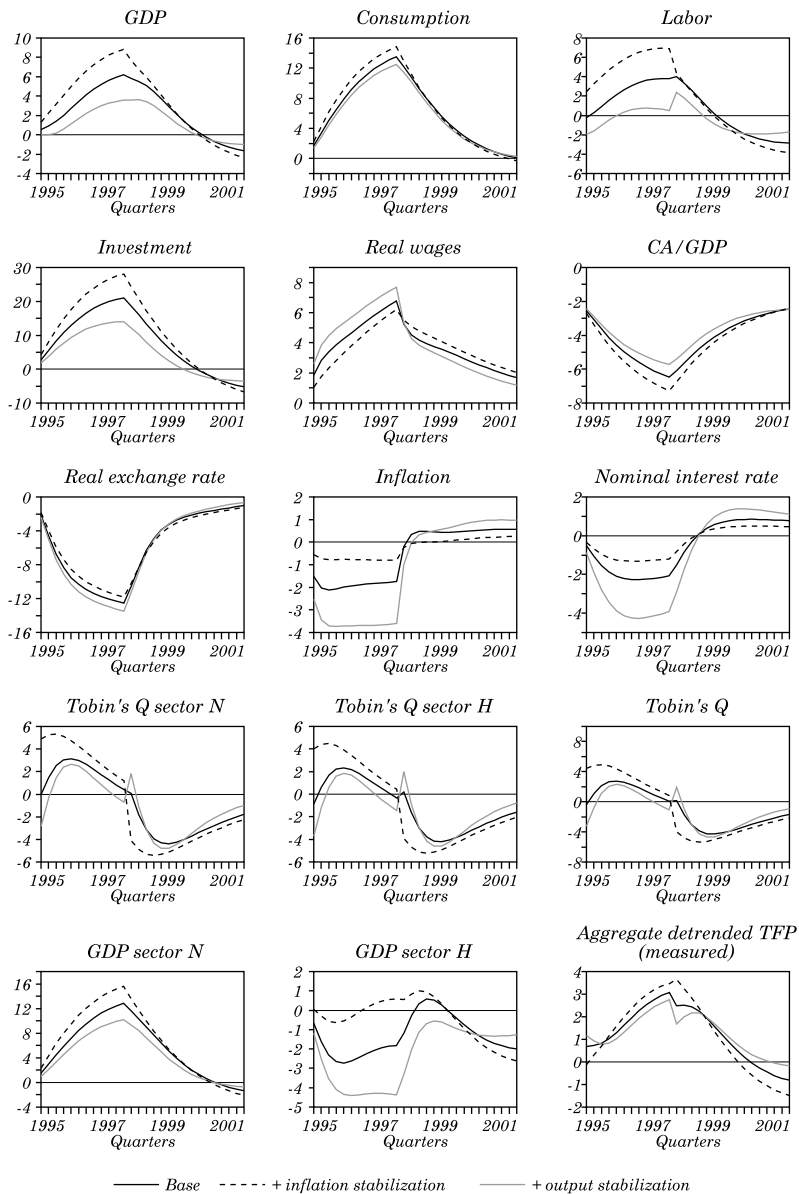 GDP Consumption Labor
10 16 8
8 6
6 12 4
4 8 2
2 0
0 4 -2
-2 -4
-4 0 -6
1995 1997 1999 2001 1995 1997 1999 2001 1995 1997 1999 2001
Quarters Quarters Quarters
Investment Real wages CA/GDP
30 8 0
20 6 -2
10 4 -4
0 2 -6
-10 0 -8
1995 1997 1999 2001 1995 1997 1999 2001 1995 1997 1999 2001
Quarters Quarters Quarters
Real exchange rate Inflation Nominal interest rate
0 2 2
-4 1
0 0
-8 -1
-2 -2
-12 -3
-4
-16 -4
1995 1997 1999 2001 1995 1997 1999 2001 1995 1997 1999 2001
Quarters Quarters Quarters
Tobin's Q sector N Tobin's Q sector H Tobin's Q
6 6 8
4 4
2 2 4
0 0 0
-2 -2
-4 -4 -4
-6 -6 -8
1995 1997 1999 2001 1995 1997 1999 2001 1995 1997 1999 2001
Quarters Quarters Quarters
Aggregate detrended TFP
GDP sector N GDP sector H (measured)
16 2 4
12 1 3
0 2
8 -1
4 -2 1
-3 0
0 -4 -1
-4 -5 -2
1995 1997 1999 2001 1995 1997 1999 2001 1995 1997 1999 2001
Quarters Quarters Quarters
Base + inflation stabilization + output stabilization